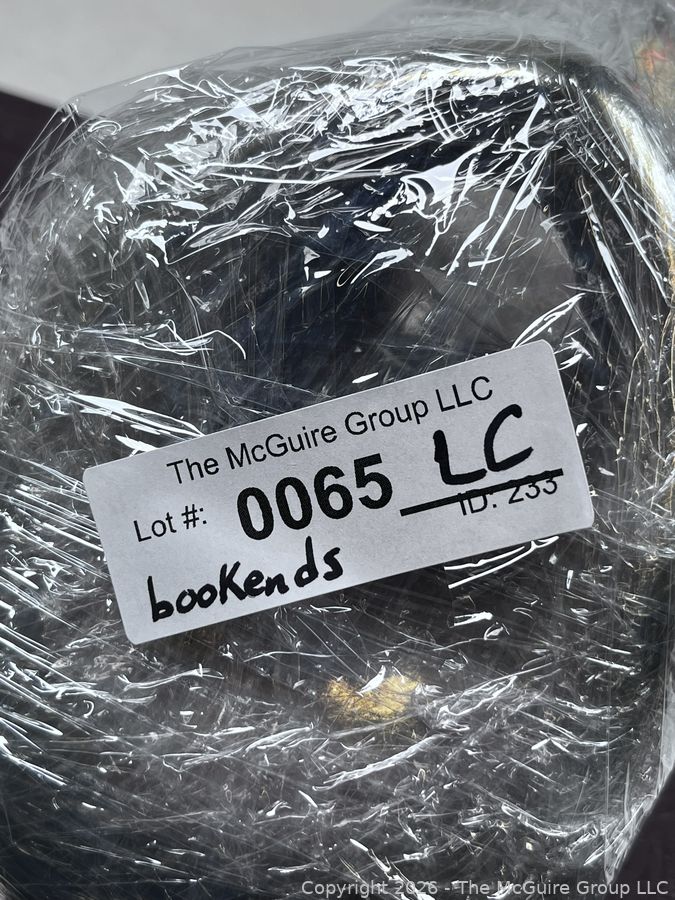 The McGuire Group LLC
Lot #: 0065 LC
ID: 233
bookends
Copyright 2026 - The McGuire Group LLC